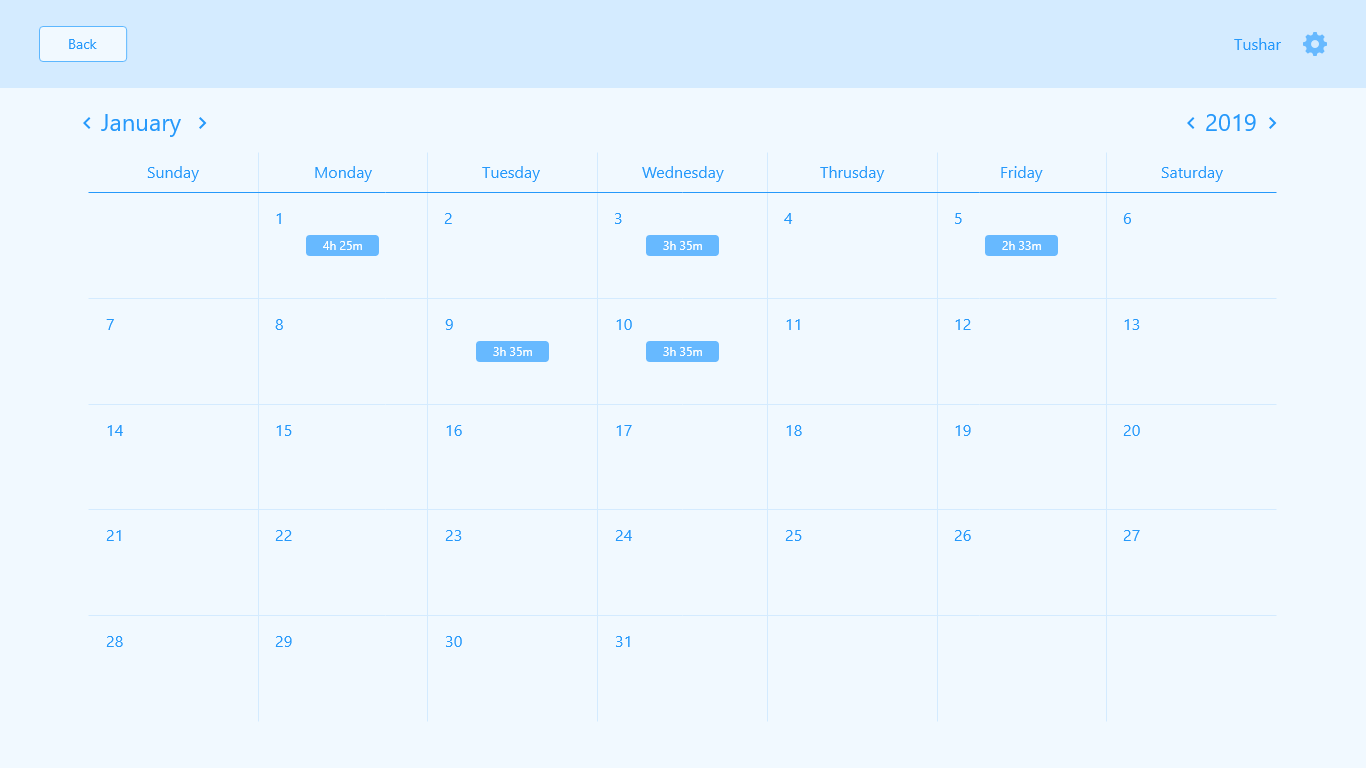 Back
Tushar
January
2019
Sunday Monday Tuesday Wednesday Thrusday Friday Saturday
1 2 3 4 5 6
4h 25m 3h 35m 2h 33m
7 8 9 10 11 12 13
3h 35m 3h 35m
14 15 16 17 18 19 20
21 22 23 24 25 26 27
28 29 30 31